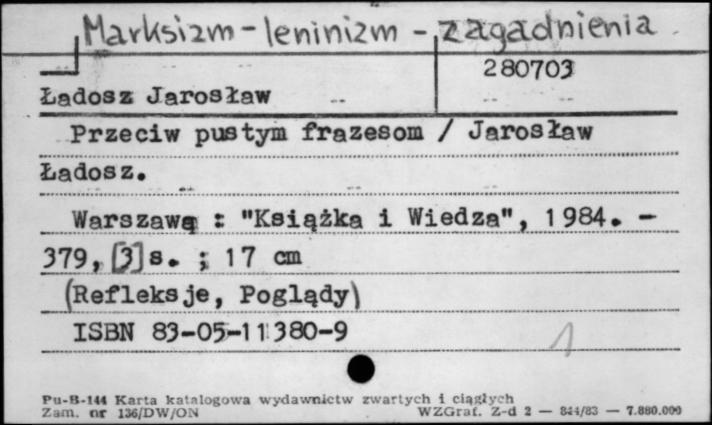 Marksizm-leninizm - zagadnienia
280703
Ładosz Jarosław
Przeciw pustym frazesom / Jarosław
Ładosz.
Warszawa : "Książka i Wiedza", 1984. -
379, [3] s. ; 17 cm
(Refleksje, Poglądy)
ISBN 83-05-11380-9
1
Pu-B-144 Karta katalogowa wydawnictw zwartych i ciągłych
Zam. nr 136/DW/ON WZGraf. Z-d 2 — 844/83 — 7.880.000